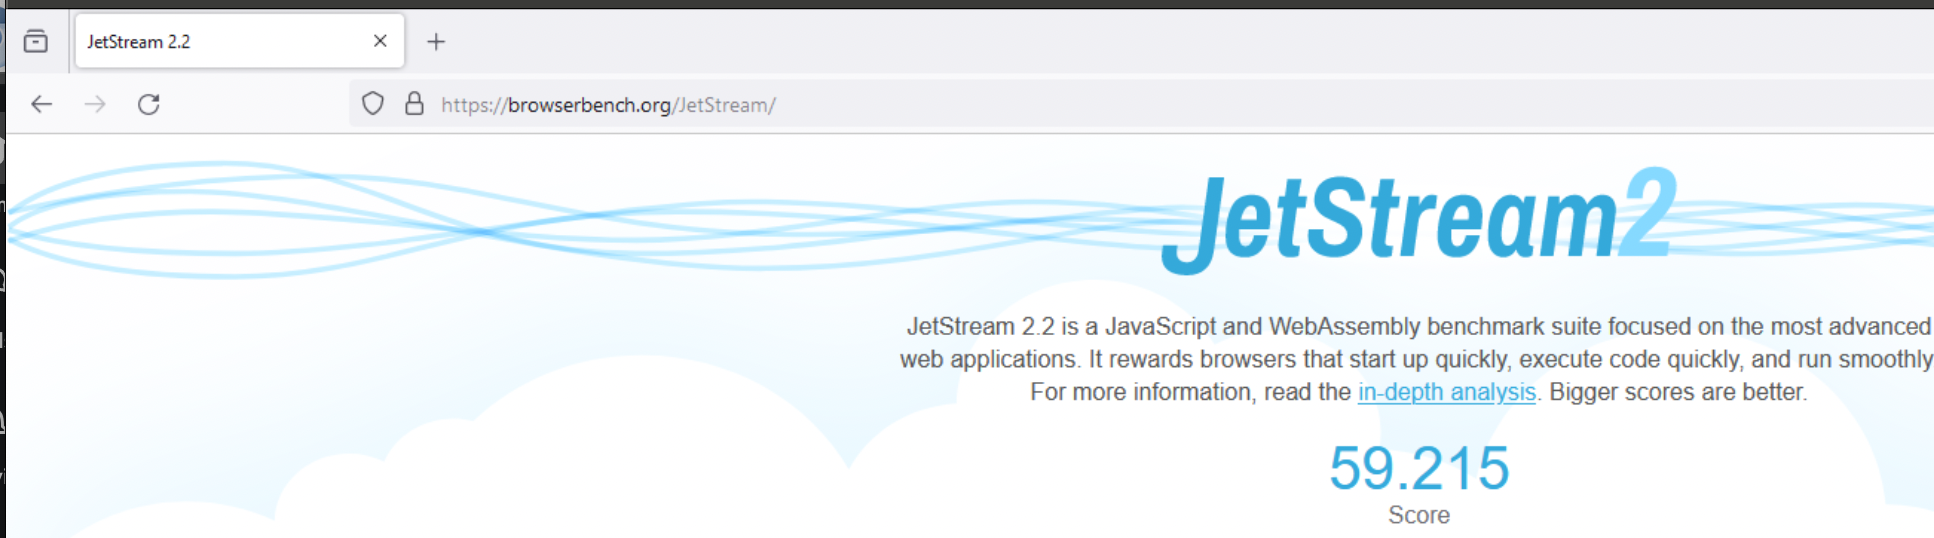 JetStream 2.2
https://browserbench.org/JetStream/
JetStream2
JetStream 2.2 is a JavaScript and WebAssembly benchmark suite focused on the most advanced
web applications. It rewards browsers that start up quickly, execute code quickly, and run smoothly
For more information, read the in-depth analysis. Bigger scores are better.
59.215
Score